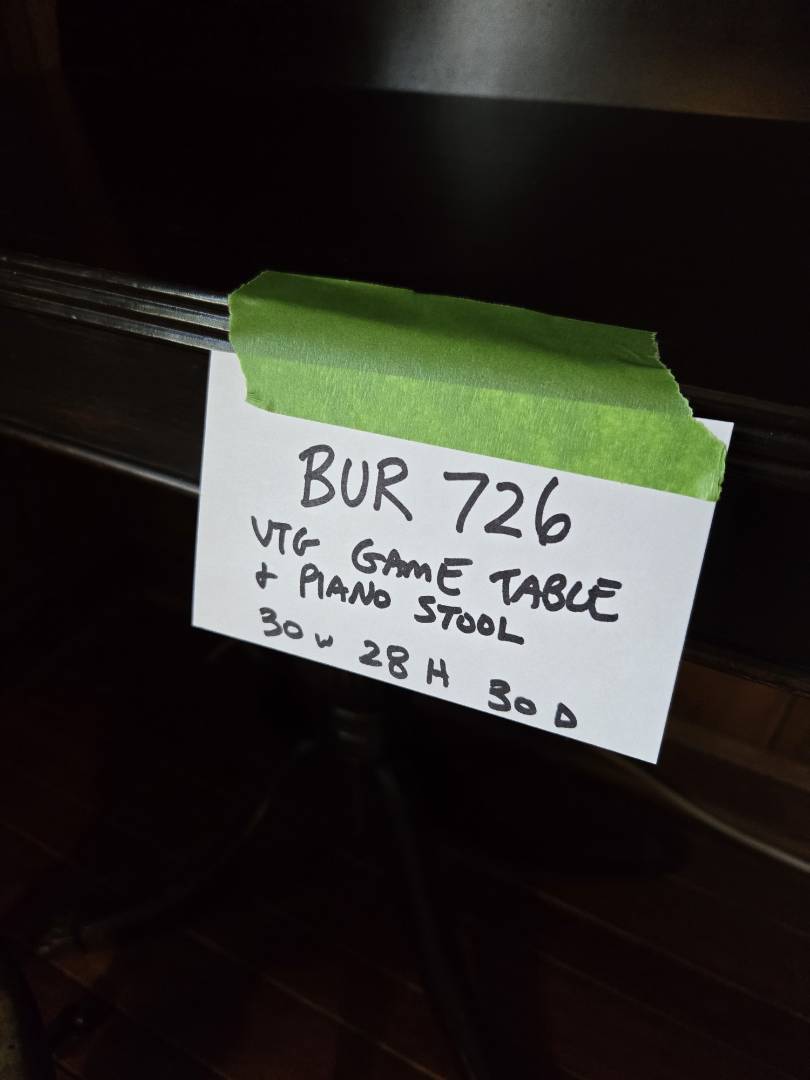 BUR 726
VTG GAME TABLE
+ PIANO STOOL
30 W 28 H 30 D